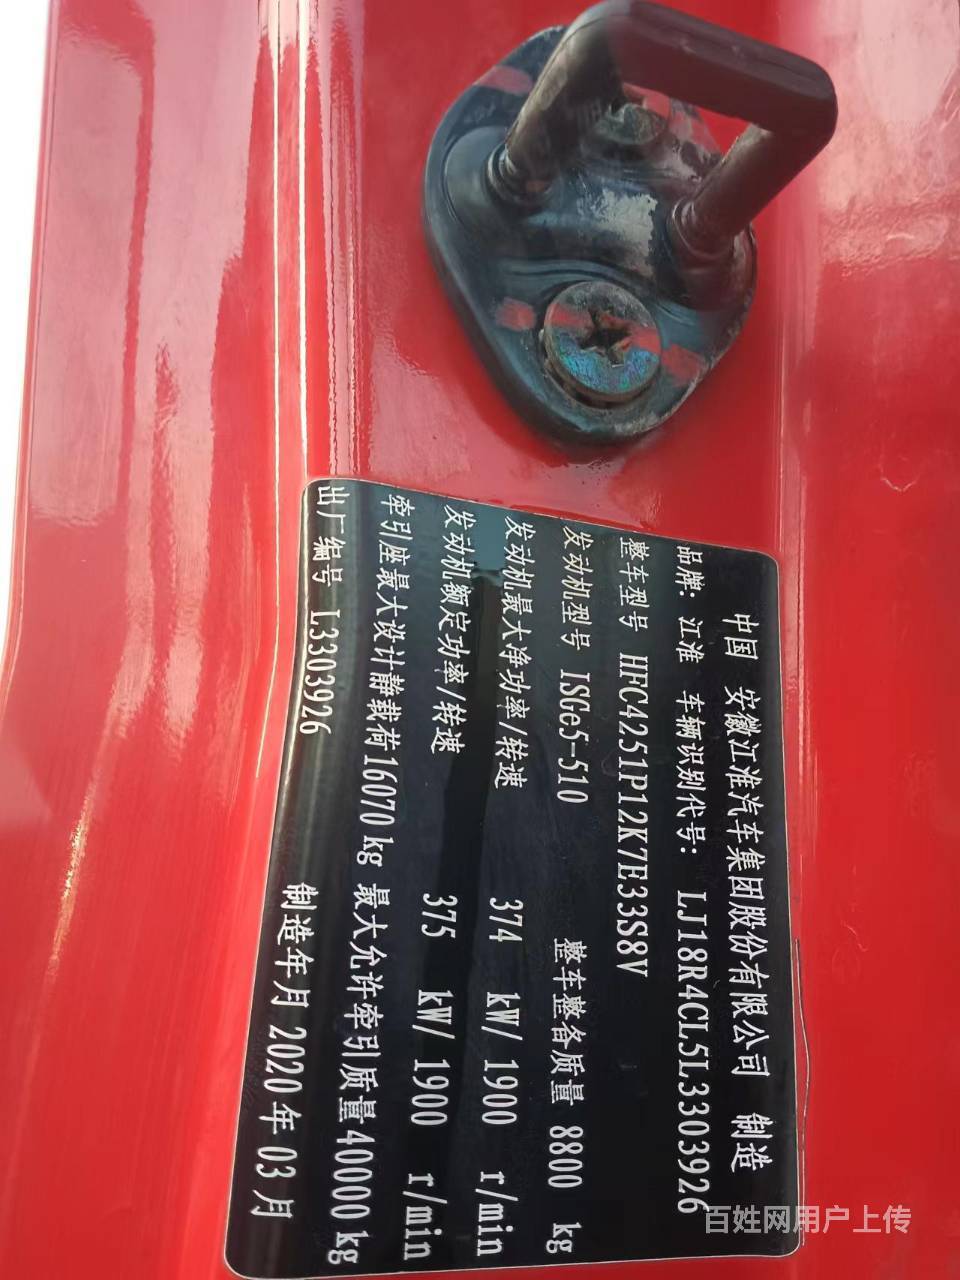 中国 安徽江淮汽车集团股份有限公司 制造
品牌: 江淮 车辆识别代号: LJ18R4CL5L3303926
整车型号 HFC4251P12K7E33S8V
发动机型号 ISGe5-510 整车整备质量 8800 kg
发动机最大净功率/转速 374 kW/ 1900 r/min
发动机额定功率/转速 375 kW/ 1900 r/min
牵引座最大设计静载荷16070 kg 最大允许牵引质量40000 kg
出厂编号 L3303926 制造年月 2020 年 03 月
百姓网用户上传